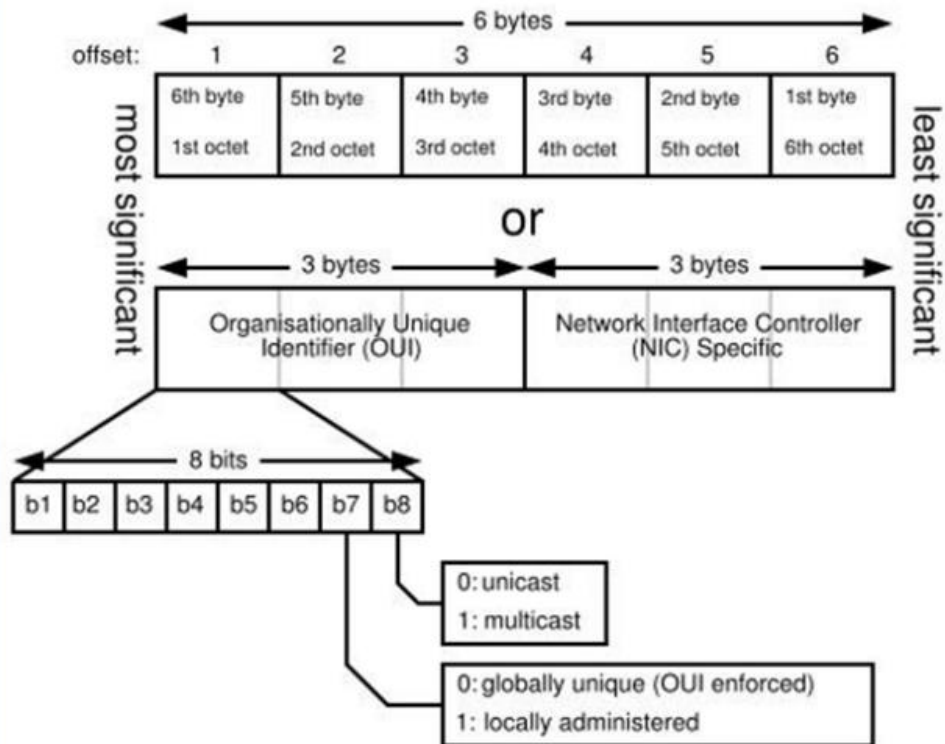 6 bytes
offset: 1 2 3 4 5 6
6th byte 5th byte 4th byte 3rd byte 2nd byte 1st byte
1st octet 2nd octet 3rd octet 4th octet 5th octet 6th octet
most significant
least significant
or
3 bytes 3 bytes
Organisationally Unique
Identifier (OUI)
Network Interface Controller
(NIC) Specific
8 bits
b1 b2 b3 b4 b5 b6 b7 b8
0: unicast
1: multicast
0: globally unique (OUI enforced)
1: locally administered